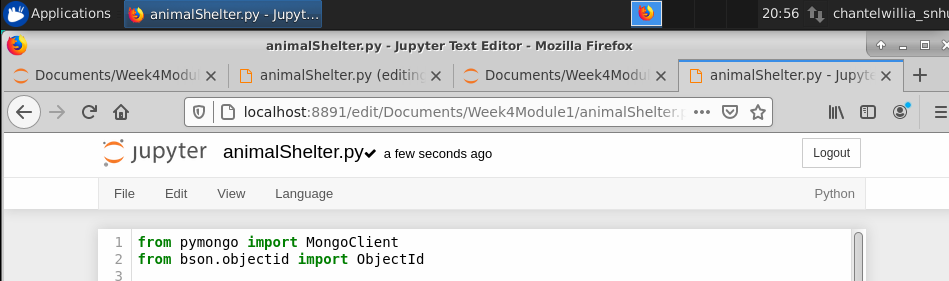 Applications animalShelter.py - Jupyt... 20:56 chantelwillia_snhu
animalShelter.py - Jupyter Text Editor - Mozilla Firefox
Documents/Week4Modul animalShelter.py (editing Documents/Week4Modul animalShelter.py - Jupyte
localhost:8891/edit/Documents/Week4Module1/animalShelter.p
jupyter animalShelter.py a few seconds ago Logout
File Edit View Language Python
1 from pymongo import MongoClient
2 from bson.objectid import ObjectId
3